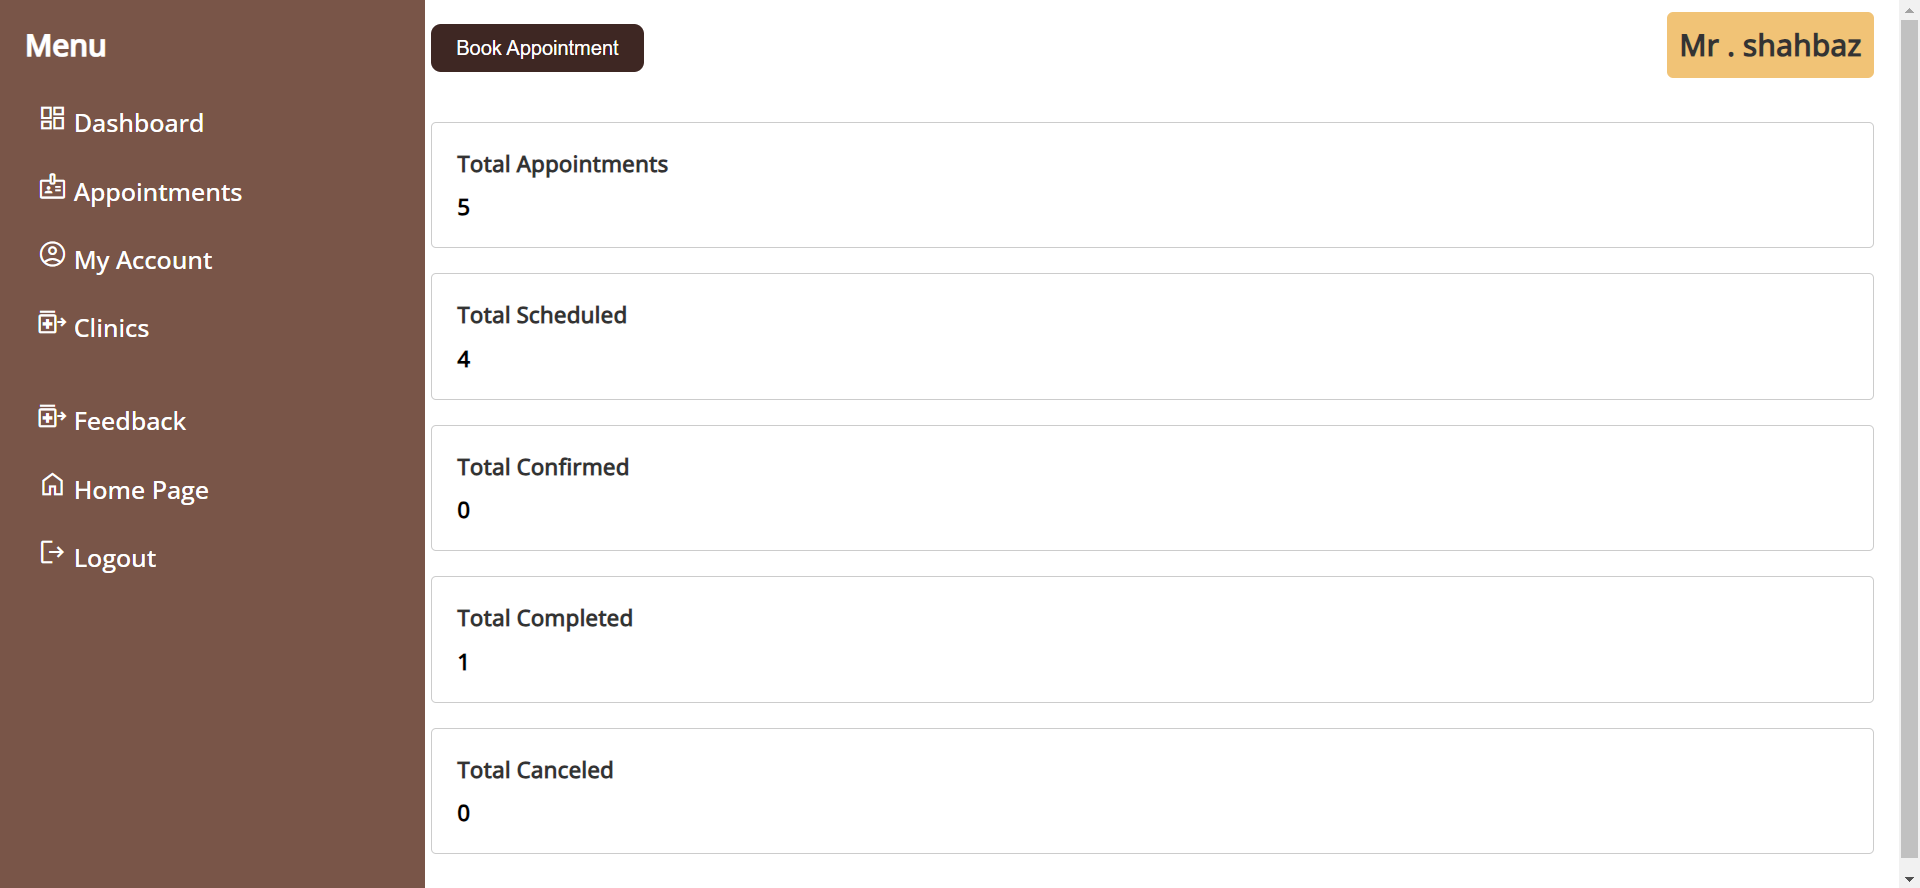 Menu
Dashboard
Appointments
My Account
Clinics
Feedback
Home Page
Logout
Book Appointment
Mr . shahbaz
Total Appointments
5
Total Scheduled
4
Total Confirmed
0
Total Completed
1
Total Canceled
0